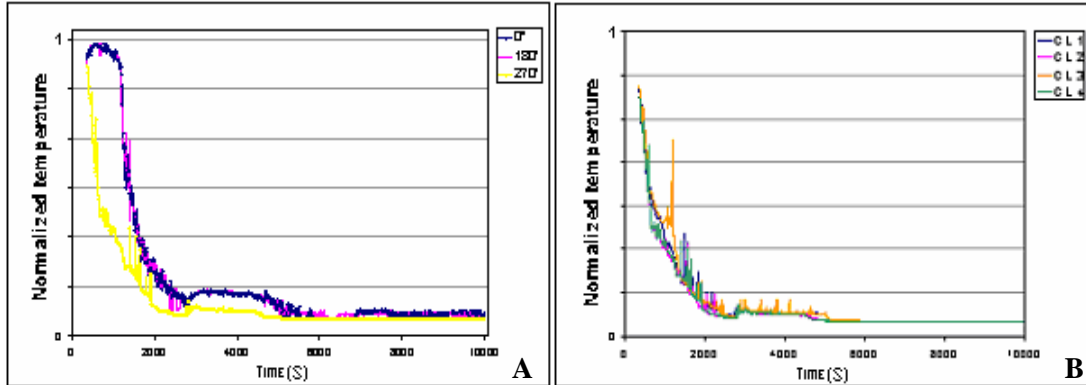 1
0
Normalized temperature
0 2000 4000 6000 8000 10000
TIME(S)
0°
180°
270°
A
1
0
Normalized temperature
0 2000 4000 6000 8000 10000
TIME(S)
CL 1
CL 2
CL 3
CL 4
B